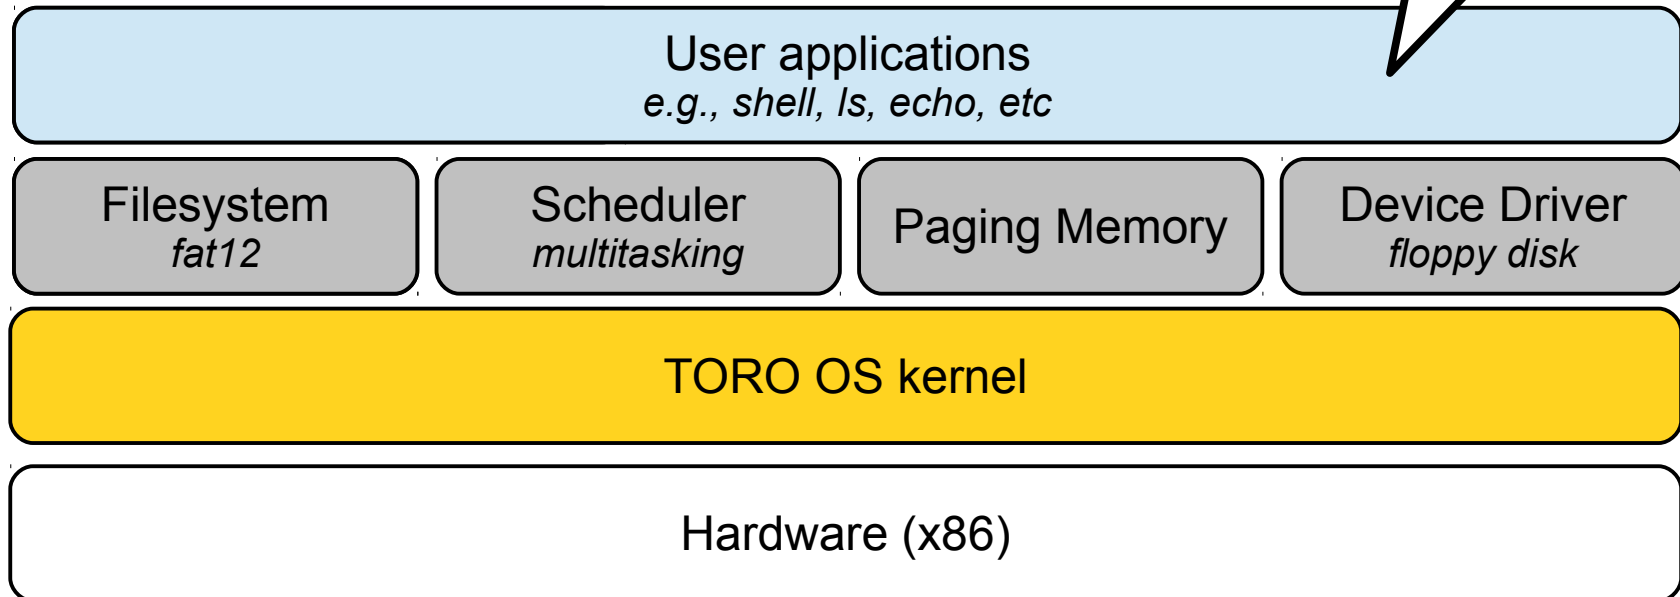 User applications
e.g., shell, ls, echo, etc
Filesystem
fat12
Scheduler
multitasking
Paging Memory
Device Driver
floppy disk
TORO OS kernel
Hardware (x86)